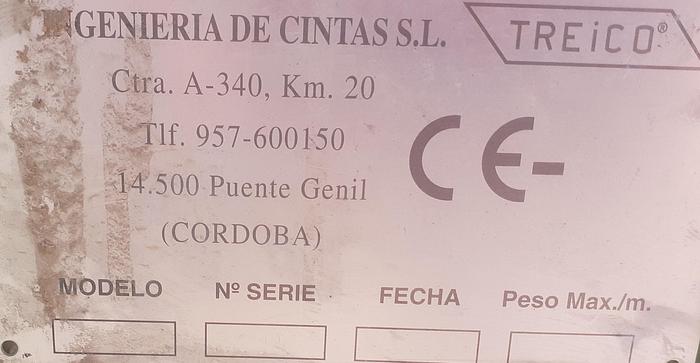 INGENIERIA DE CINTAS S.L.
TREiCO®
Ctra. A-340, Km. 20
Tlf. 957-600150
14.500 Puente Genil
(CORDOBA)
CE-
MODELO Nº SERIE FECHA Peso Max./m.